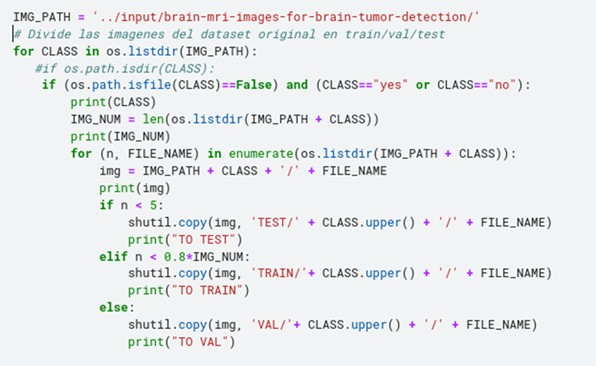 IMG_PATH = '../input/brain-mri-images-for-brain-tumor-detection/'
# Divide las imagenes del dataset original en train/val/test
for CLASS in os.listdir(IMG_PATH):
    #if os.path.isdir(CLASS):
    if (os.path.isfile(CLASS)==False) and (CLASS=="yes" or CLASS=="no"):
        print(CLASS)
        IMG_NUM = len(os.listdir(IMG_PATH + CLASS))
        print(IMG_NUM)
        for (n, FILE_NAME) in enumerate(os.listdir(IMG_PATH + CLASS)):
            img = IMG_PATH + CLASS + '/' + FILE_NAME
            print(img)
            if n < 5:
                shutil.copy(img, 'TEST/' + CLASS.upper() + '/' + FILE_NAME)
                print("TO TEST")
            elif n < 0.8*IMG_NUM:
                shutil.copy(img, 'TRAIN/'+ CLASS.upper() + '/' + FILE_NAME)
                print("TO TRAIN")
            else:
                shutil.copy(img, 'VAL/'+ CLASS.upper() + '/' + FILE_NAME)
                print("TO VAL")